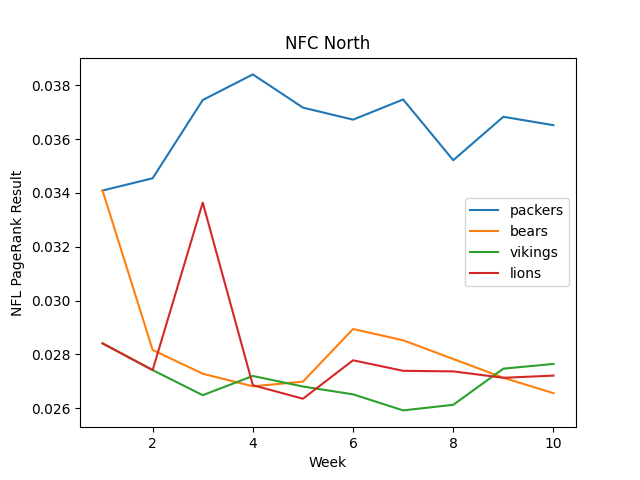 NFC North
NFL PageRank Result
0.038
0.036
0.034
0.032
0.030
0.028
0.026
packers
bears
vikings
lions
2 4 6 8 10
Week